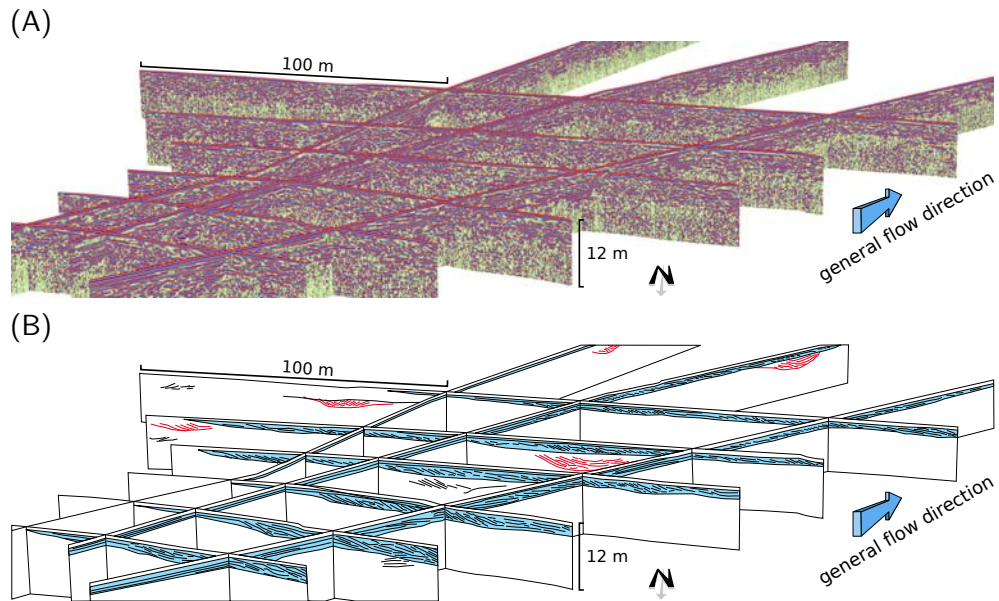 (A)
100 m
12 m
N
general flow direction
(B)
100 m
12 m
N
general flow direction